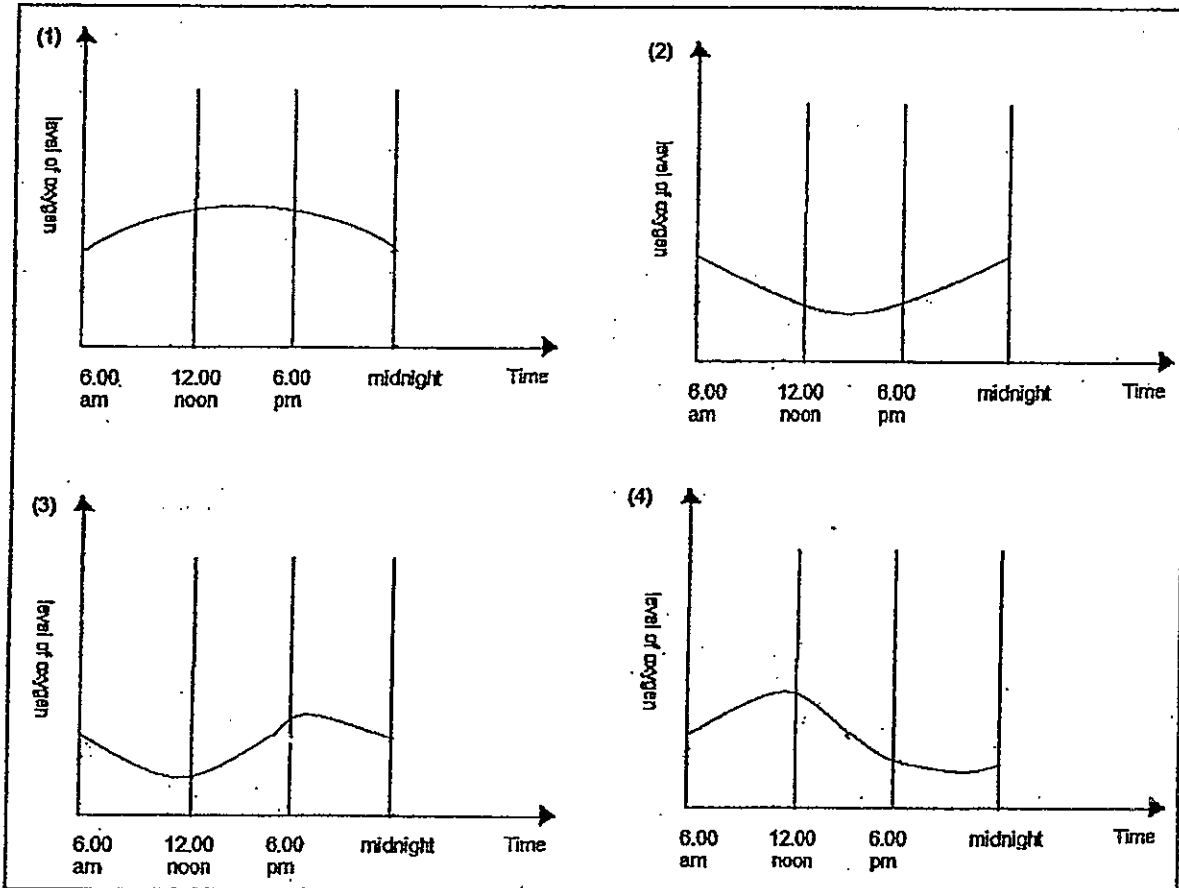 (1)
level of oxygen
6.00 am
12.00 noon
6.00 pm
midnight
Time
(2)
level of oxygen
6.00 am
12.00 noon
6.00 pm
midnight
Time
(3)
level of oxygen
6.00 am
12.00 noon
6.00 pm
midnight
Time
(4)
level of oxygen
6.00 am
12.00 noon
6.00 pm
midnight
Time